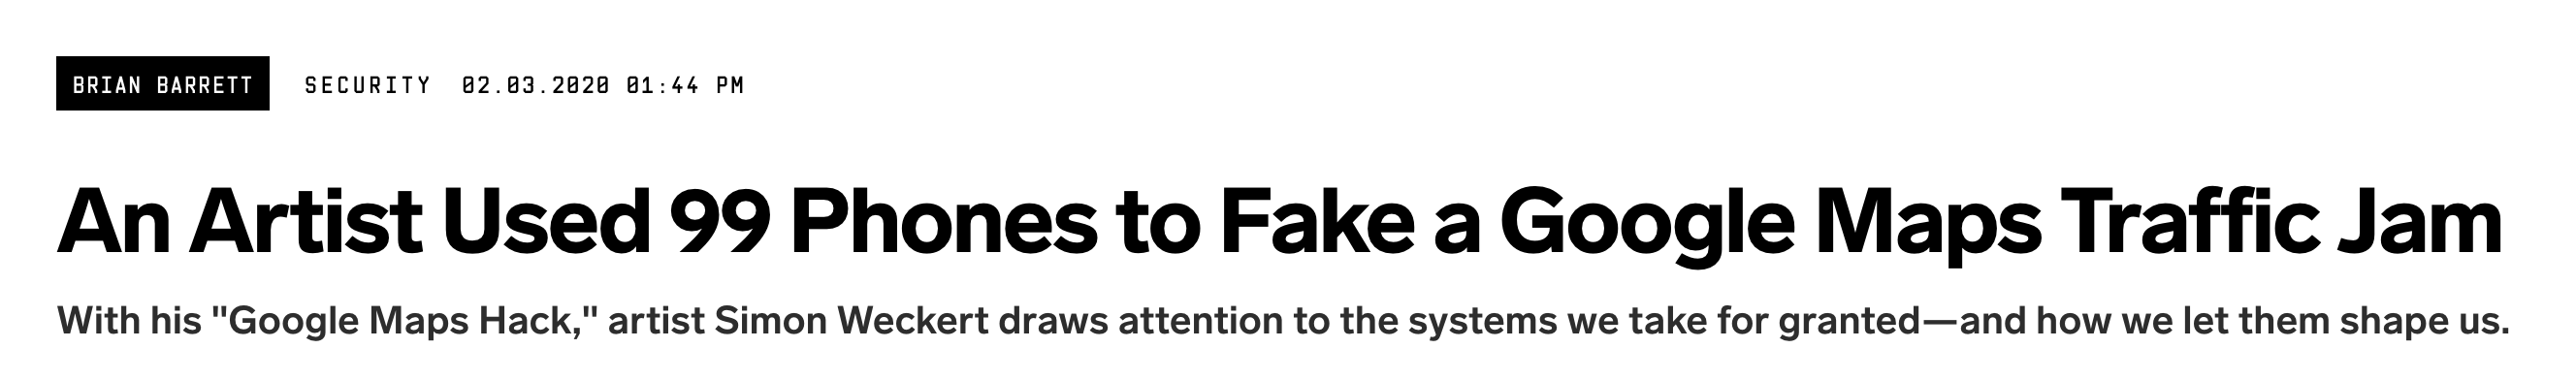 BRIAN BARRETT SECURITY 02.03.2020 01:44 PM
An Artist Used 99 Phones to Fake a Google Maps Traffic Jam
With his "Google Maps Hack," artist Simon Weckert draws attention to the systems we take for granted—and how we let them shape us.